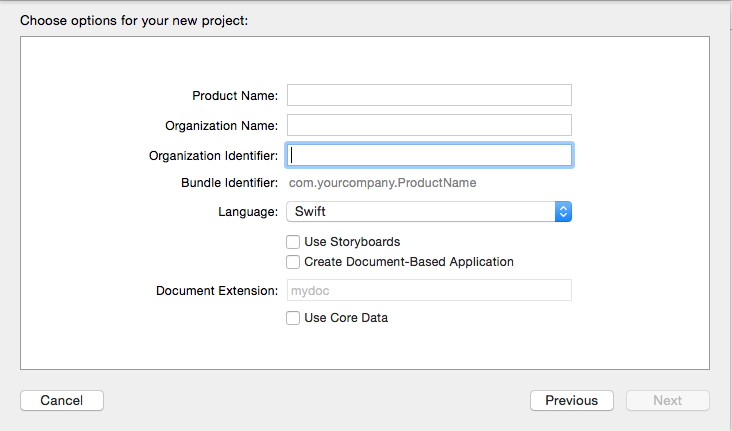 Choose options for your new project:
Product Name:
Organization Name:
Organization Identifier:
Bundle Identifier: com.yourcompany.ProductName
Language: Swift
Use Storyboards
Create Document-Based Application
Document Extension: mydoc
Use Core Data
Cancel Previous Next